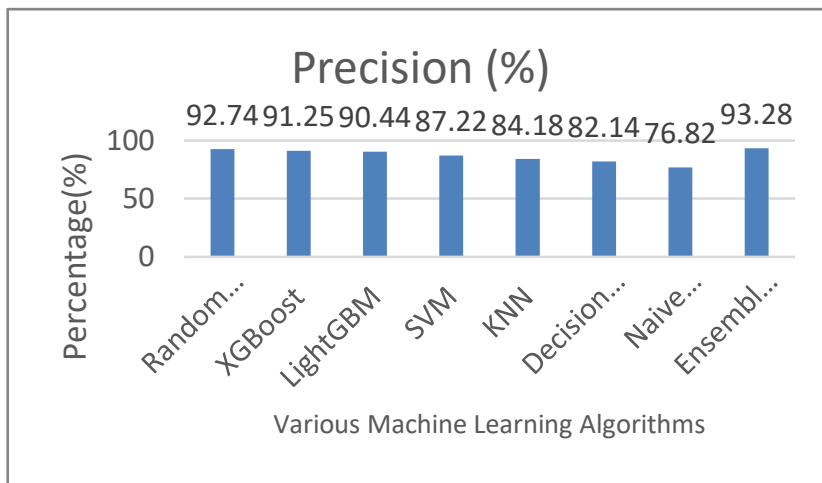 Precision (%)
92.74 91.25 90.44 87.22 84.18 82.14 76.82 93.28
100
50
0
Percentage(%)
Random...
XGBoost
LightGBM
SVM
KNN
Decision...
Naive...
Ensembl...
Various Machine Learning Algorithms